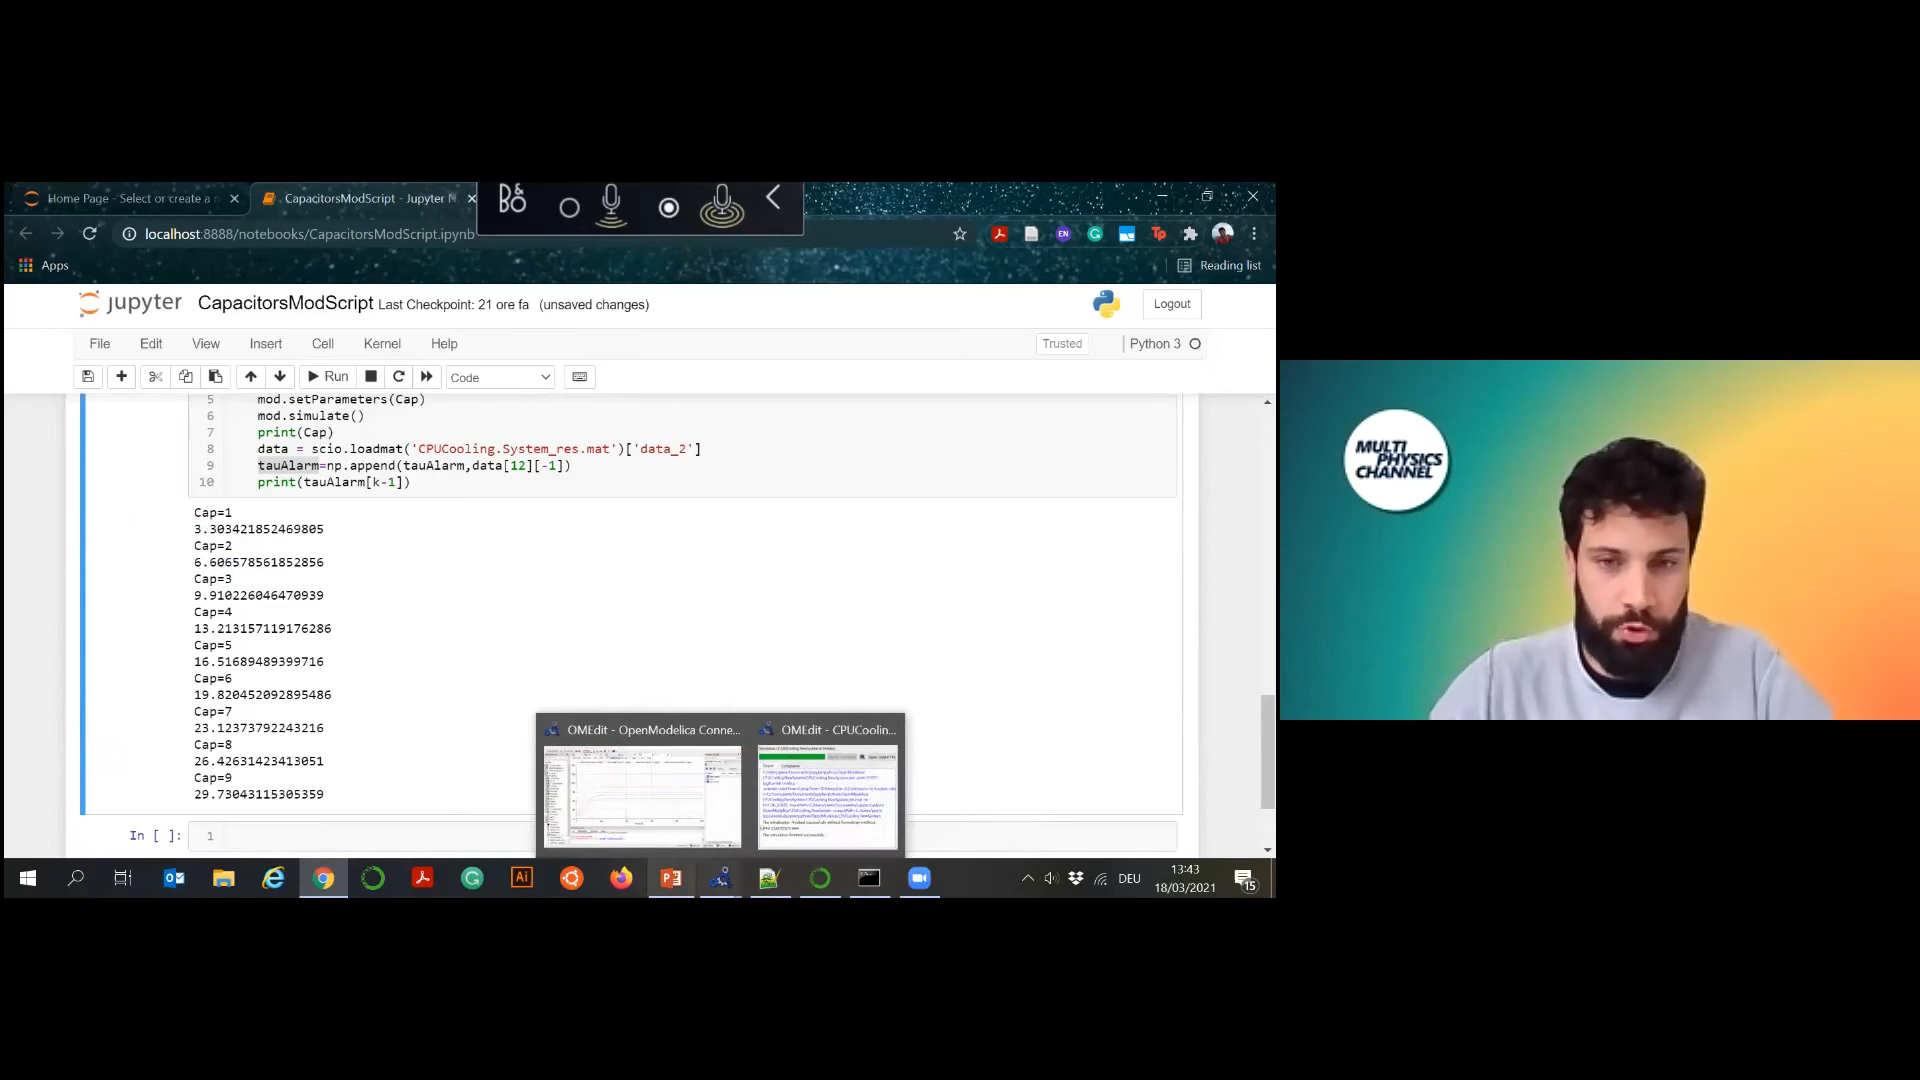 Home Page - Select or create a n
CapacitorsModScript - Jupyter N
localhost:8888/notebooks/CapacitorsModScript.ipynb
EN
Tp
Apps
Reading list
jupyter CapacitorsModScript Last Checkpoint: 21 ore fa (unsaved changes)
Logout
File Edit View Insert Cell Kernel Help
Trusted
Python 3
Run
Code
5 mod.setParameters(Cap)
6 mod.simulate()
7 print(Cap)
8 data = scio.loadmat('CPUCooling.System_res.mat')['data_2']
9 tauAlarm=np.append(tauAlarm,data[12][-1])
10 print(tauAlarm[k-1])
Cap=1
3.303421852469805
Cap=2
6.606578561852856
Cap=3
9.910226046470939
Cap=4
13.213157119176286
Cap=5
16.51689489399716
Cap=6
19.820452092895486
Cap=7
23.12373792243216
Cap=8
26.42631423413051
Cap=9
29.73043115305359
In [ ]: 1
OMEdit - OpenModelica Conne...
OMEdit - CPUCoolin...
Ai
DEU
13:43
18/03/2021
15
MULTI
PHYSICS
CHANNEL